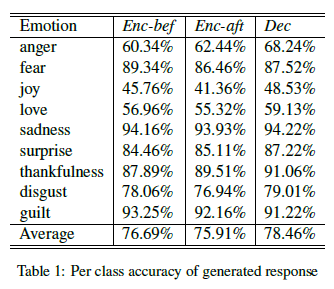 Emotion Enc-bef Enc-aft Dec
anger 60.34% 62.44% 68.24%
fear 89.34% 86.46% 87.52%
joy 45.76% 41.36% 48.53%
love 56.96% 55.32% 59.13%
sadness 94.16% 93.93% 94.22%
surprise 84.46% 85.11% 87.22%
thankfulness 87.89% 89.51% 91.06%
disgust 78.06% 76.94% 79.01%
guilt 93.25% 92.16% 91.22%
Average 76.69% 75.91% 78.46%
Table 1: Per class accuracy of generated response